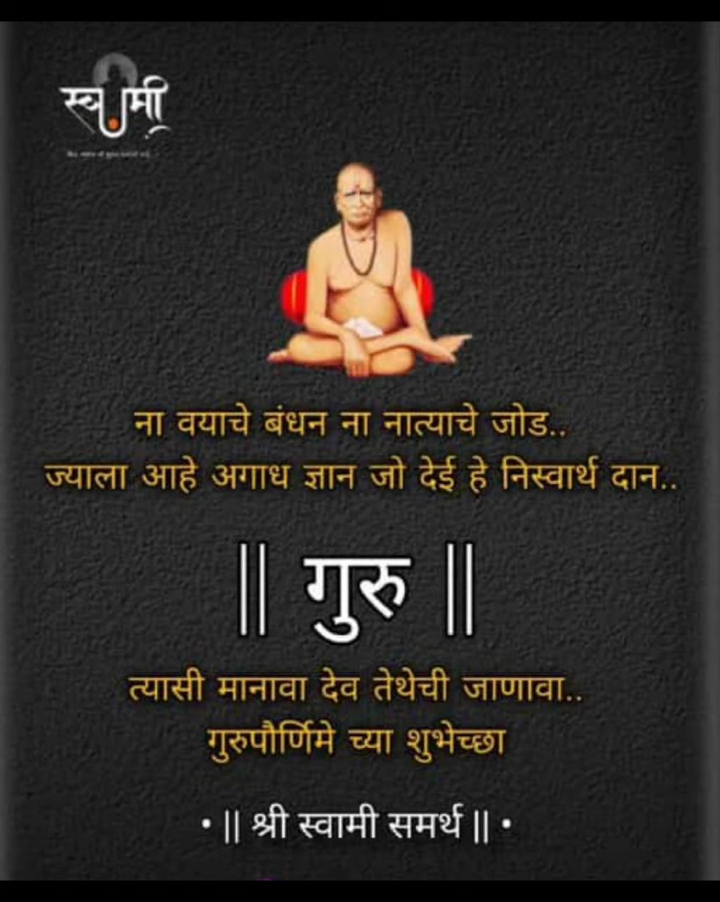 स्वामी
ना वयाचे बंधन ना नात्याचे जोड..
ज्याला आहे अगाध ज्ञान जो देई हे निस्वार्थ दान..
|| गुरु ||
त्यासी मानावा देव तेथेची जाणावा..
गुरुपौर्णिमे च्या शुभेच्छा
• || श्री स्वामी समर्थ || •